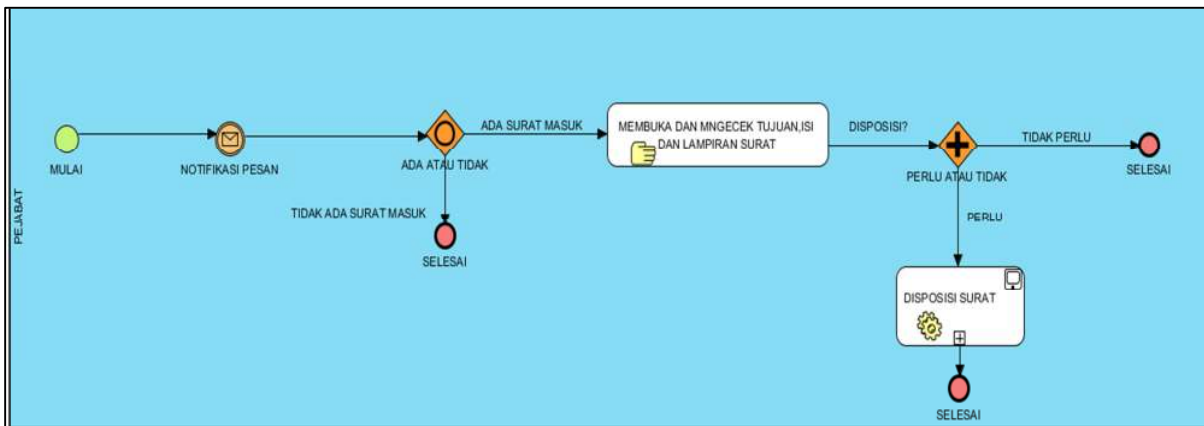 PEJABAT
MULAI
NOTIFIKASI PESAN
ADA ATAU TIDAK
ADA SURAT MASUK
TIDAK ADA SURAT MASUK
SELESAI
MEMBUKA DAN MNGECEK TUJUAN,ISI
DAN LAMPIRAN SURAT
DISPOSISI?
PERLU ATAU TIDAK
TIDAK PERLU
SELESAI
PERLU
DISPOSISI SURAT
SELESAI